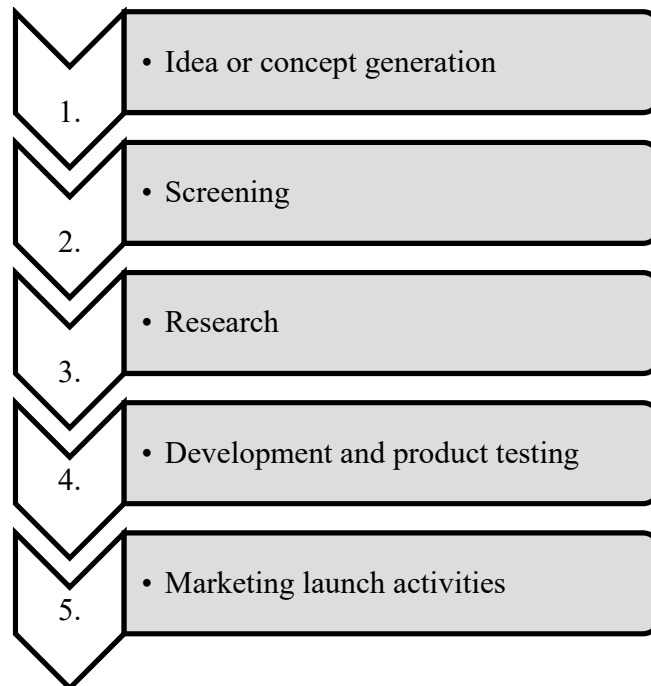 1. • Idea or concept generation
2. • Screening
3. • Research
4. • Development and product testing
5. • Marketing launch activities